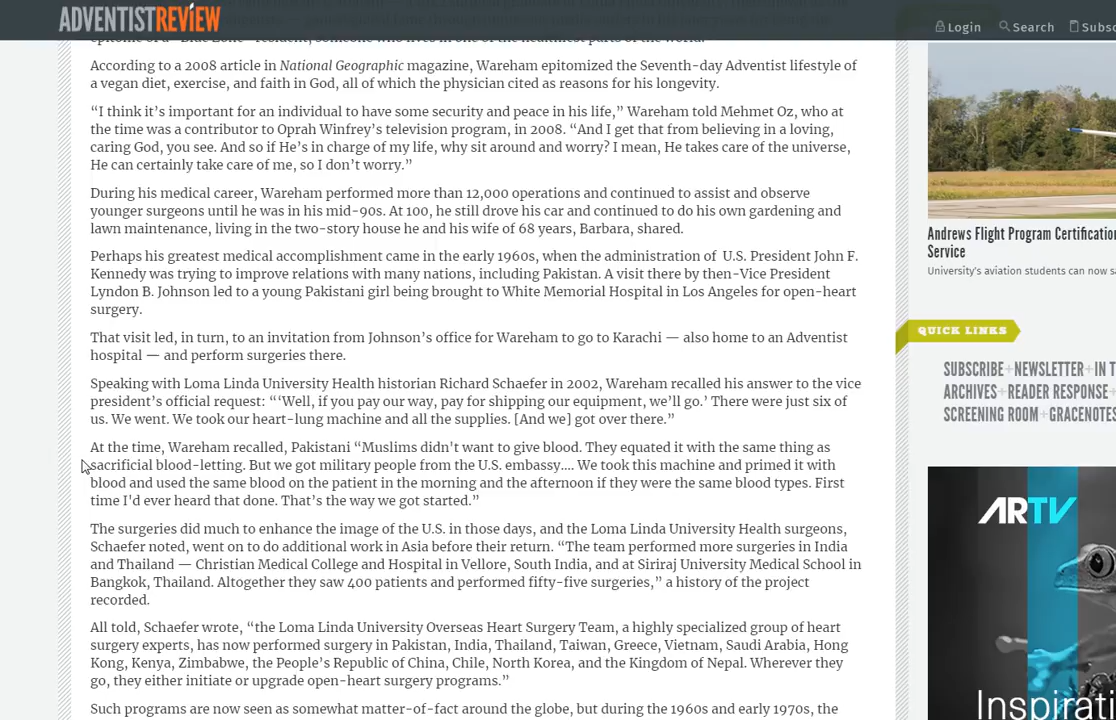 ADVENTIST REVIEW
Login Search Subsc
epitome of a “Blue Zone” resident, someone who lives in one of the healthiest parts of the world.
According to a 2008 article in National Geographic magazine, Wareham epitomized the Seventh-day Adventist lifestyle of
a vegan diet, exercise, and faith in God, all of which the physician cited as reasons for his longevity.
“I think it’s important for an individual to have some security and peace in his life,” Wareham told Mehmet Oz, who at
the time was a contributor to Oprah Winfrey’s television program, in 2008. “And I get that from believing in a loving,
caring God, you see. And so if He’s in charge of my life, why sit around and worry? I mean, He takes care of the universe,
He can certainly take care of me, so I don’t worry.”
During his medical career, Wareham performed more than 12,000 operations and continued to assist and observe
younger surgeons until he was in his mid-90s. At 100, he still drove his car and continued to do his own gardening and
lawn maintenance, living in the two-story house he and his wife of 68 years, Barbara, shared.
Perhaps his greatest medical accomplishment came in the early 1960s, when the administration of U.S. President John F.
Kennedy was trying to improve relations with many nations, including Pakistan. A visit there by then-Vice President
Lyndon B. Johnson led to a young Pakistani girl being brought to White Memorial Hospital in Los Angeles for open-heart
surgery.
That visit led, in turn, to an invitation from Johnson’s office for Wareham to go to Karachi — also home to an Adventist
hospital — and perform surgeries there.
Speaking with Loma Linda University Health historian Richard Schaefer in 2002, Wareham recalled his answer to the vice
president’s official request: “‘Well, if you pay our way, pay for shipping our equipment, we’ll go.’ There were just six of
us. We went. We took our heart-lung machine and all the supplies. [And we] got over there.”
At the time, Wareham recalled, Pakistani “Muslims didn’t want to give blood. They equated it with the same thing as
sacrificial blood-letting. But we got military people from the U.S. embassy.... We took this machine and primed it with
blood and used the same blood on the patient in the morning and the afternoon if they were the same blood types. First
time I'd ever heard that done. That’s the way we got started.”
The surgeries did much to enhance the image of the U.S. in those days, and the Loma Linda University Health surgeons,
Schaefer noted, went on to do additional work in Asia before their return. “The team performed more surgeries in India
and Thailand — Christian Medical College and Hospital in Vellore, South India, and at Siriraj University Medical School in
Bangkok, Thailand. Altogether they saw 400 patients and performed fifty-five surgeries,” a history of the project
recorded.
All told, Schaefer wrote, “the Loma Linda University Overseas Heart Surgery Team, a highly specialized group of heart
surgery experts, has now performed surgery in Pakistan, India, Thailand, Taiwan, Greece, Vietnam, Saudi Arabia, Hong
Kong, Kenya, Zimbabwe, the People’s Republic of China, Chile, North Korea, and the Kingdom of Nepal. Wherever they
go, they either initiate or upgrade open-heart surgery programs.”
Such programs are now seen as somewhat matter-of-fact around the globe, but during the 1960s and early 1970s, the
Andrews Flight Program Certification
Service
University’s aviation students can now s
QUICK LINKS
SUBSCRIBE+NEWSLETTER+IN T
ARCHIVES+READER RESPONSE+
SCREENING ROOM+GRACENOTES
ARTV
Inspirati